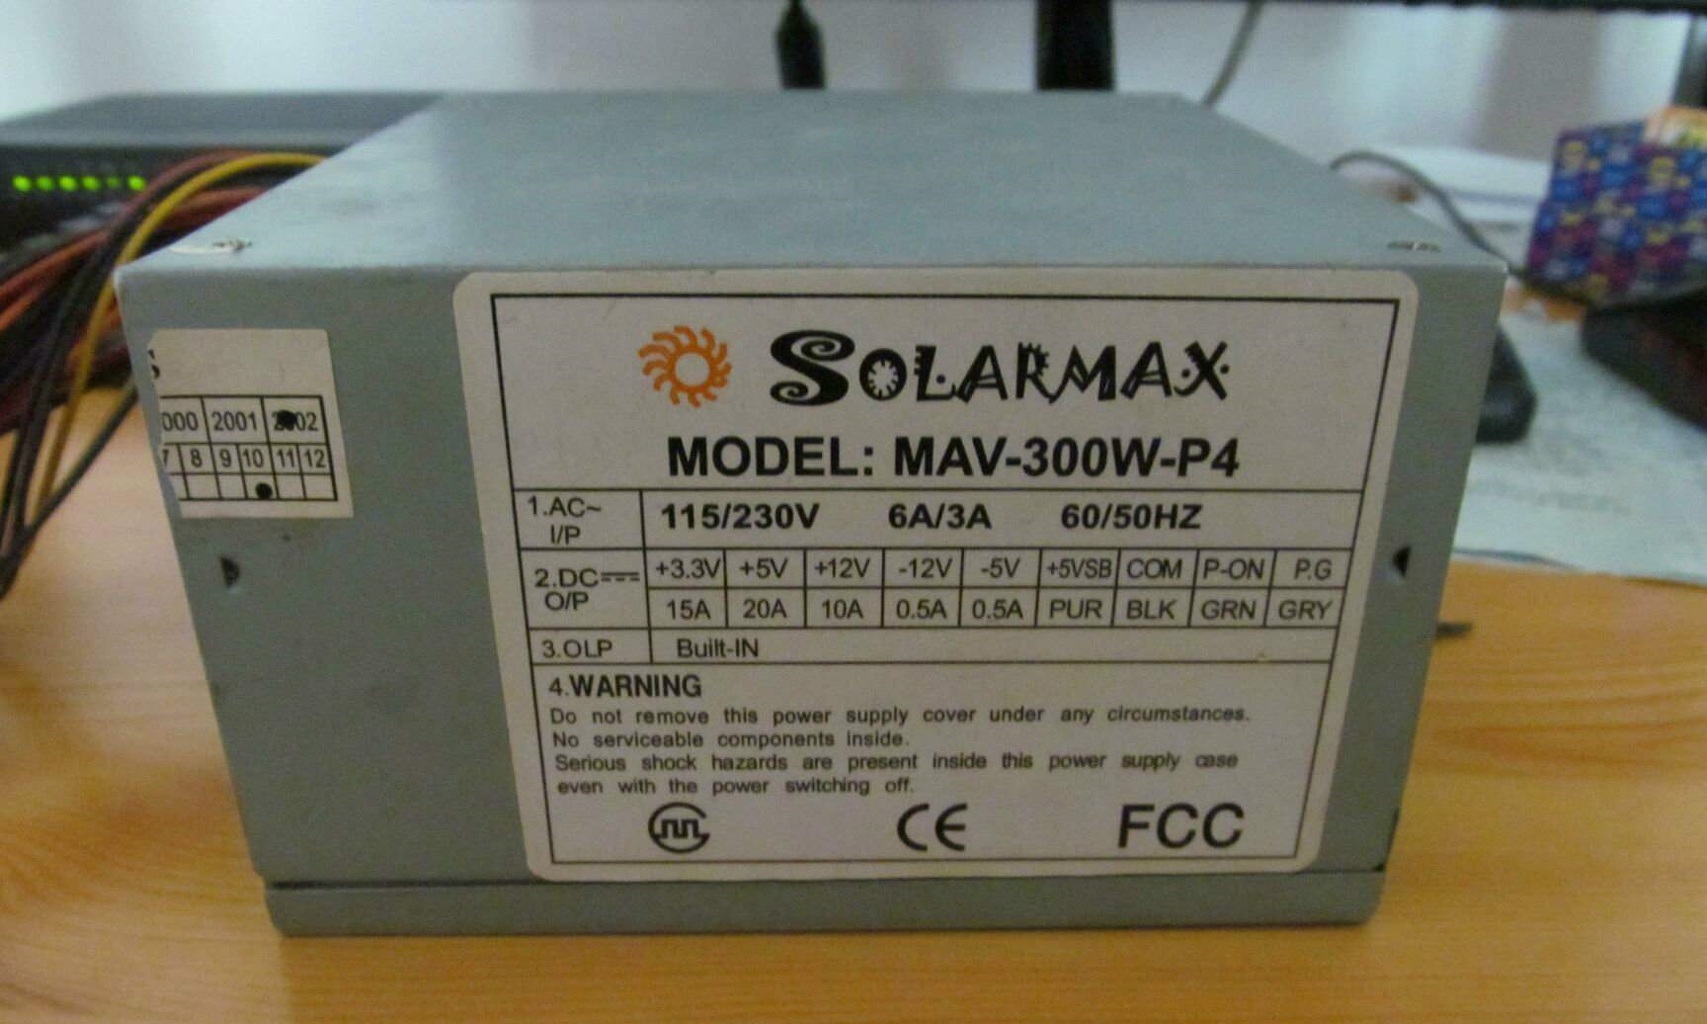 SOLARMAX
MODEL: MAV-300W-P4
1.AC~ I/P 115/230V 6A/3A 60/50HZ
2.DC O/P +3.3V +5V +12V -12V -5V +5VSB COM P-ON P.G
15A 20A 10A 0.5A 0.5A PUR BLK GRN GRY
3.OLP Built-IN
4.WARNING
Do not remove this power supply cover under any circumstances.
No serviceable components inside.
Serious shock hazards are present inside this power supply case
even with the power switching off.
CE FCC
S
000 2001 2002
7 8 9 10 11 12